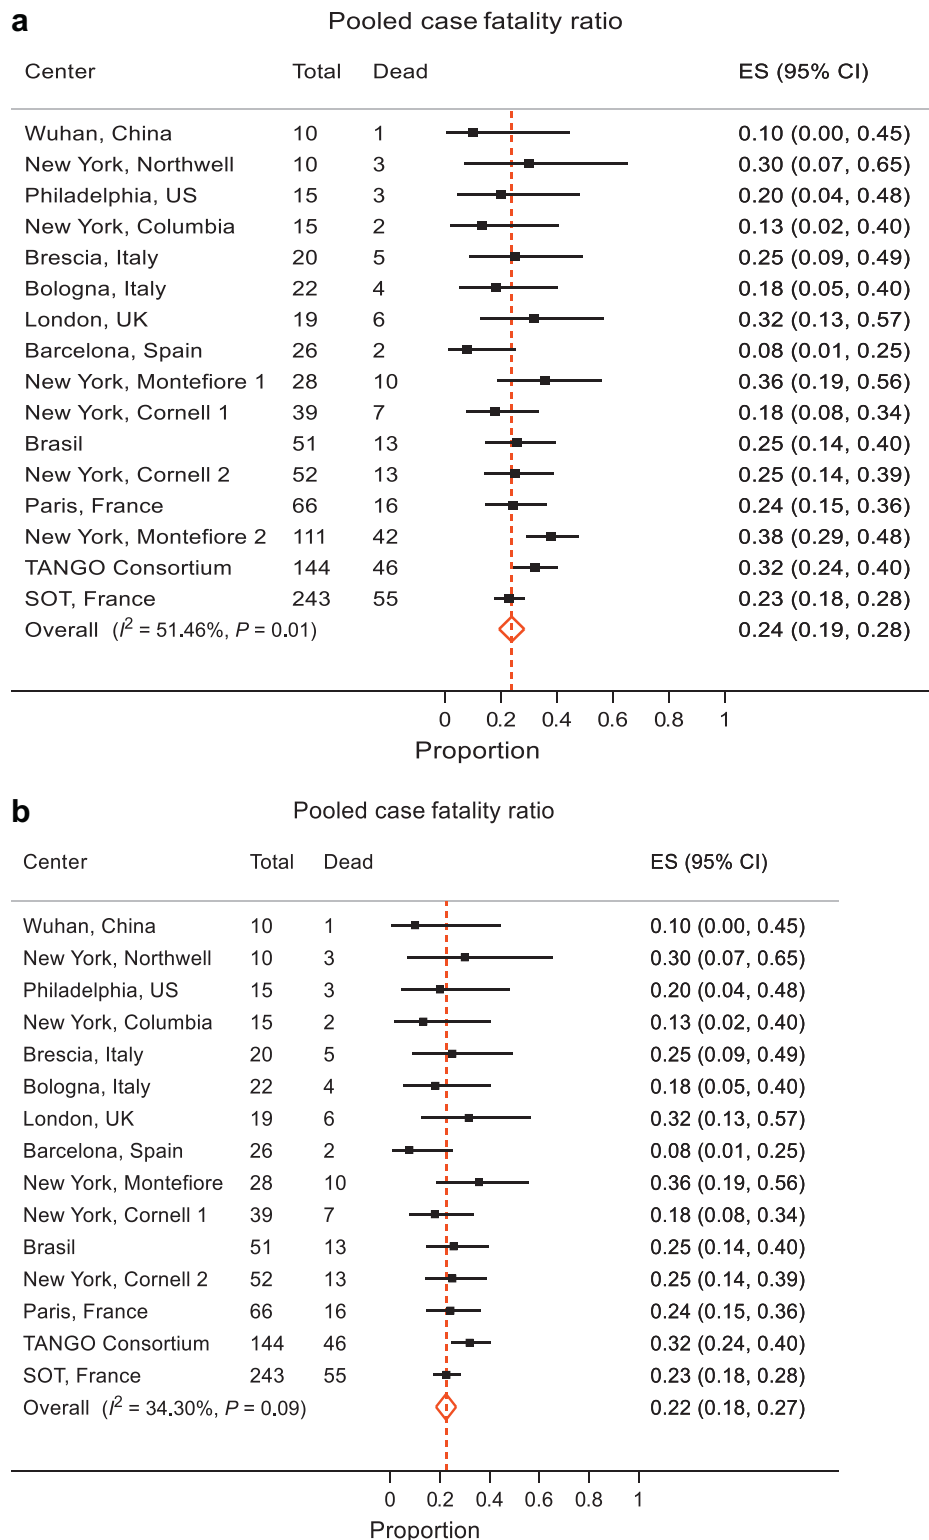 a
Pooled case fatality ratio
Center Total Dead ES (95% CI)
Wuhan, China 10 1 0.10 (0.00, 0.45)
New York, Northwell 10 3 0.30 (0.07, 0.65)
Philadelphia, US 15 3 0.20 (0.04, 0.48)
New York, Columbia 15 2 0.13 (0.02, 0.40)
Brescia, Italy 20 5 0.25 (0.09, 0.49)
Bologna, Italy 22 4 0.18 (0.05, 0.40)
London, UK 19 6 0.32 (0.13, 0.57)
Barcelona, Spain 26 2 0.08 (0.01, 0.25)
New York, Montefiore 1 28 10 0.36 (0.19, 0.56)
New York, Cornell 1 39 7 0.18 (0.08, 0.34)
Brasil 51 13 0.25 (0.14, 0.40)
New York, Cornell 2 52 13 0.25 (0.14, 0.39)
Paris, France 66 16 0.24 (0.15, 0.36)
New York, Montefiore 2 111 42 0.38 (0.29, 0.48)
TANGO Consortium 144 46 0.32 (0.24, 0.40)
SOT, France 243 55 0.23 (0.18, 0.28)
Overall (I² = 51.46%, P = 0.01) 0.24 (0.19, 0.28)
0 0.2 0.4 0.6 0.8 1
Proportion
b
Pooled case fatality ratio
Center Total Dead ES (95% CI)
Wuhan, China 10 1 0.10 (0.00, 0.45)
New York, Northwell 10 3 0.30 (0.07, 0.65)
Philadelphia, US 15 3 0.20 (0.04, 0.48)
New York, Columbia 15 2 0.13 (0.02, 0.40)
Brescia, Italy 20 5 0.25 (0.09, 0.49)
Bologna, Italy 22 4 0.18 (0.05, 0.40)
London, UK 19 6 0.32 (0.13, 0.57)
Barcelona, Spain 26 2 0.08 (0.01, 0.25)
New York, Montefiore 28 10 0.36 (0.19, 0.56)
New York, Cornell 1 39 7 0.18 (0.08, 0.34)
Brasil 51 13 0.25 (0.14, 0.40)
New York, Cornell 2 52 13 0.25 (0.14, 0.39)
Paris, France 66 16 0.24 (0.15, 0.36)
TANGO Consortium 144 46 0.32 (0.24, 0.40)
SOT, France 243 55 0.23 (0.18, 0.28)
Overall (I² = 34.30%, P = 0.09) 0.22 (0.18, 0.27)
0 0.2 0.4 0.6 0.8 1
Proportion